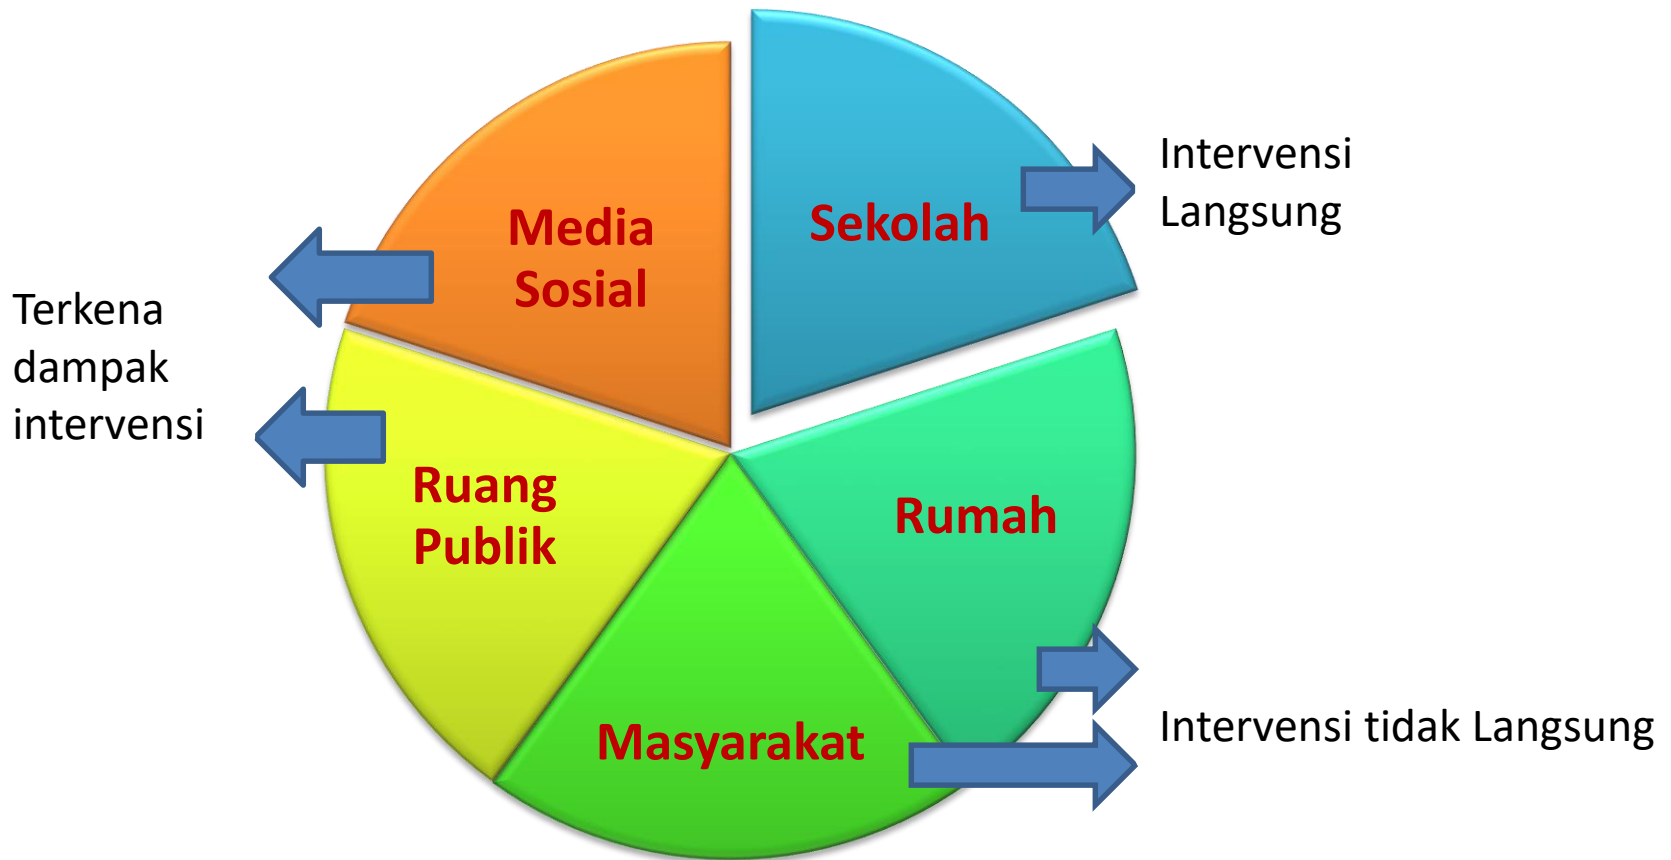 Media
Sosial
Sekolah
Intervensi
Langsung
Terkena
dampak
intervensi
Ruang
Publik
Rumah
Masyarakat
Intervensi tidak Langsung